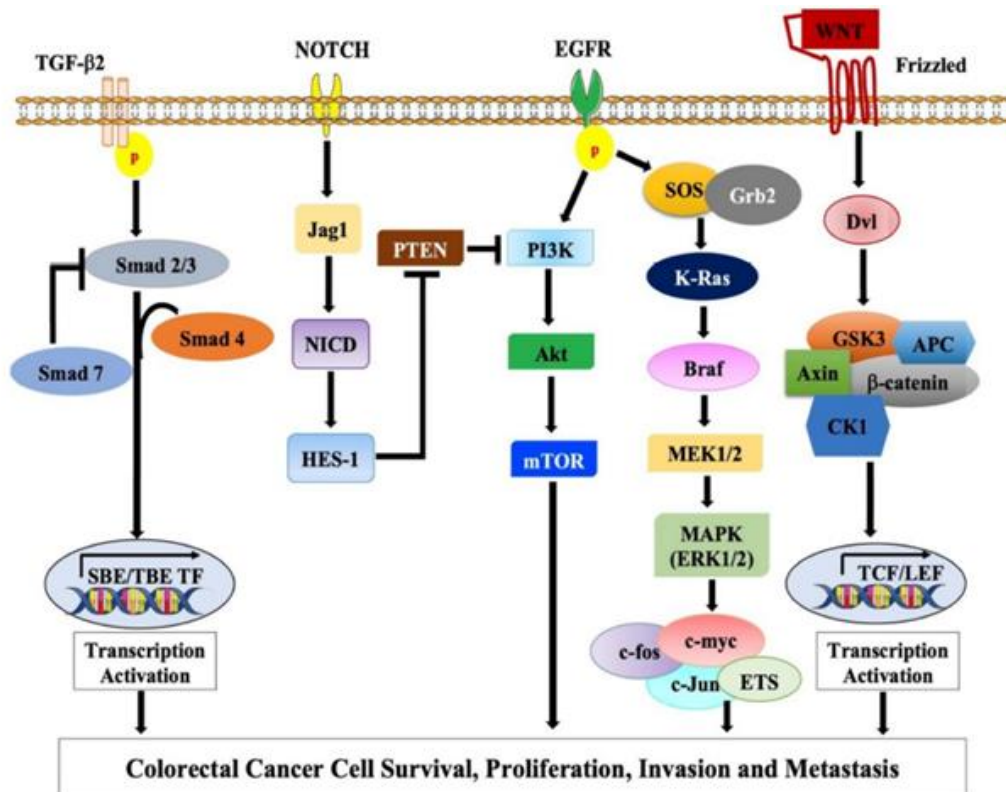 TGF-β2
NOTCH
EGFR
WNT
Frizzled
P
P
SOS
Grb2
Dvl
Jag1
PTEN
PI3K
Smad 2/3
K-Ras
Smad 4
NICD
Akt
Braf
GSK3
APC
Axin
β-catenin
Smad 7
CK1
HES-1
mTOR
MEK1/2
MAPK
(ERK1/2)
SBE/TBE TF
TCF/LEF
c-myc
c-fos
c-Jun
ETS
Transcription
Activation
Transcription
Activation
Colorectal Cancer Cell Survival, Proliferation, Invasion and Metastasis